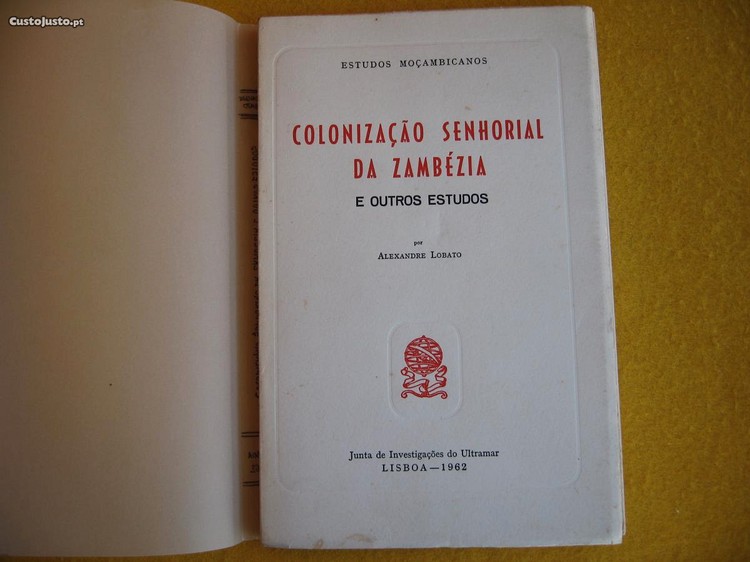 CustoJusto.pt
ESTUDOS MOÇAMBICANOS
COLONIZAÇÃO SENHORIAL
DA ZAMBÉZIA
E OUTROS ESTUDOS
por
ALEXANDRE LOBATO
Junta de Investigações do Ultramar
LISBOA — 1962